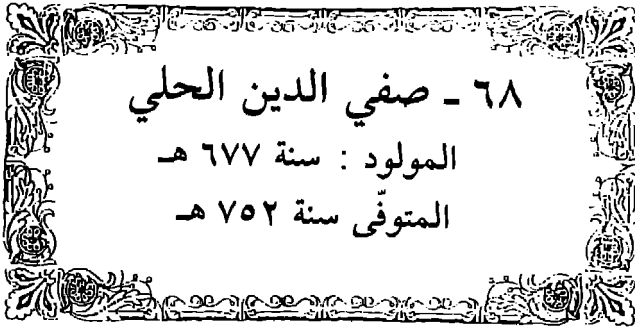 ٦٨ ـ صفي الدين الحلي
المولود : سنة ٦٧٧ هـ
المتوفّى سنة ٧٥٢ هـ